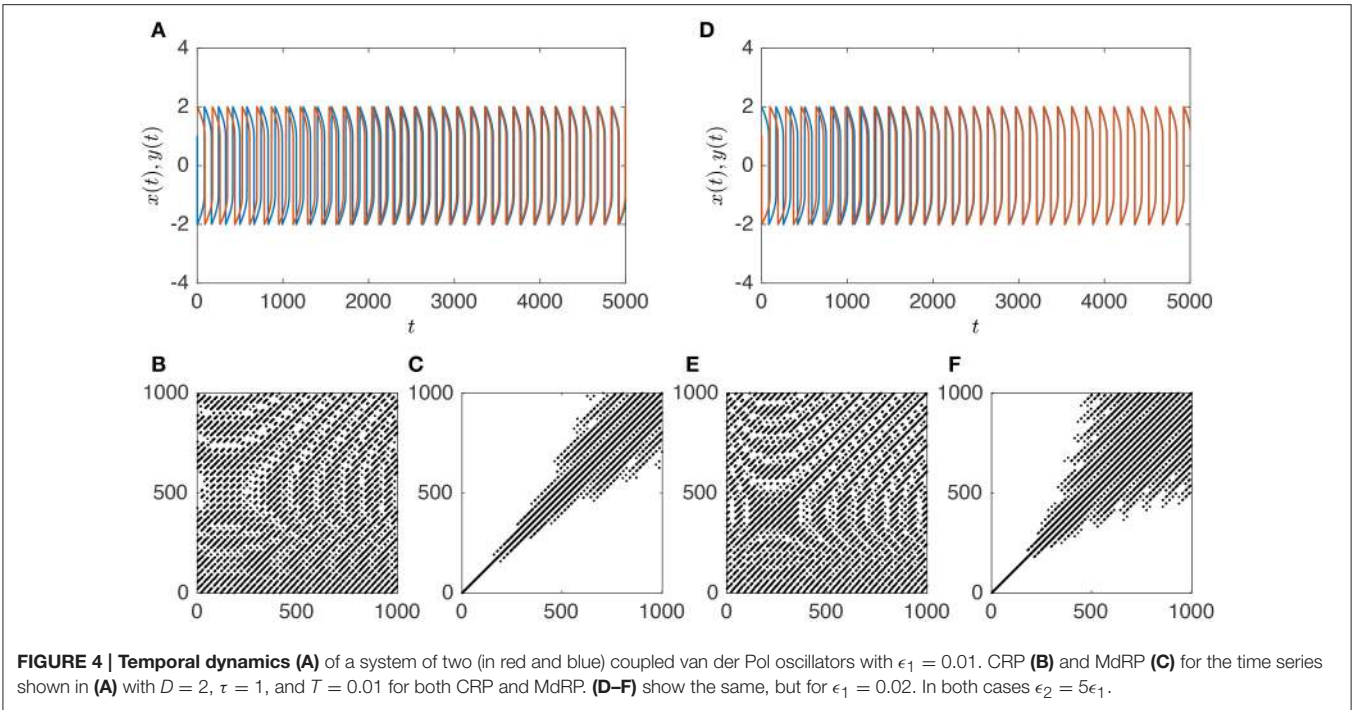 A
D
4
2
0
-2
-4
x(t), y(t)
0 1000 2000 3000 4000 5000
t
4
2
0
-2
-4
x(t), y(t)
0 1000 2000 3000 4000 5000
t
B
C
E
F
1000
500
0
0 500 1000
1000
500
0
0 500 1000
1000
500
0
0 500 1000
1000
500
0
0 500 1000
FIGURE 4 | Temporal dynamics (A) of a system of two (in red and blue) coupled van der Pol oscillators with ϵ₁ = 0.01. CRP (B) and MdRP (C) for the time series
shown in (A) with D = 2, τ = 1, and T = 0.01 for both CRP and MdRP. (D–F) show the same, but for ϵ₁ = 0.02. In both cases ϵ₂ = 5ϵ₁.